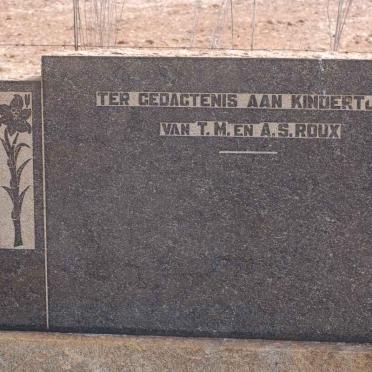 TER GEDAGTENIS AAN KINDERTJ
VAN T. M. EN A. S. ROUX